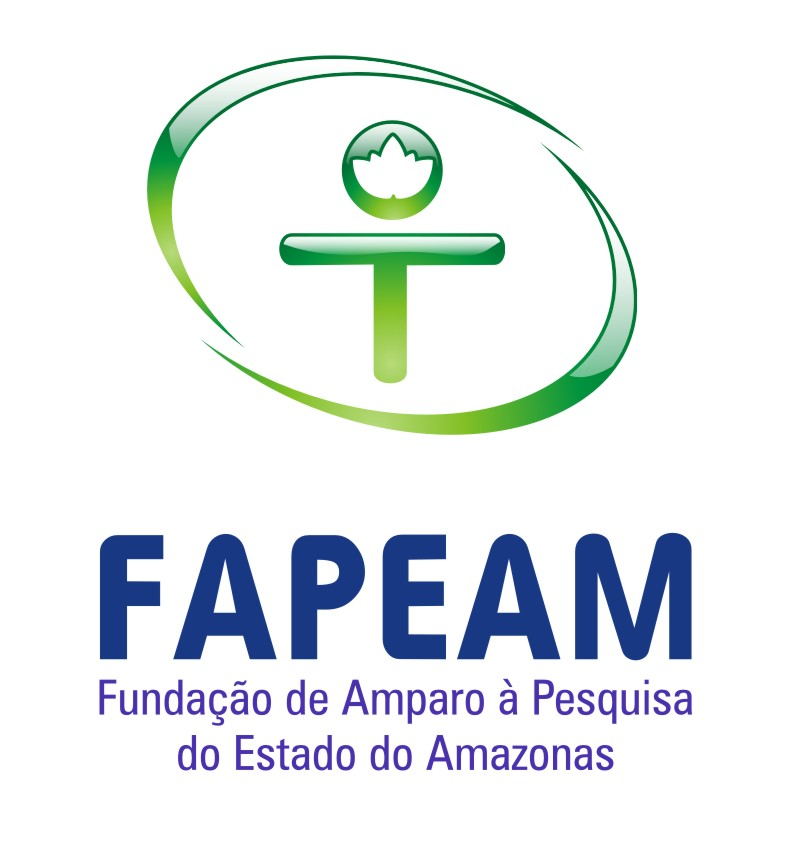 FAPEAM
Fundação de Amparo à Pesquisa
do Estado do Amazonas